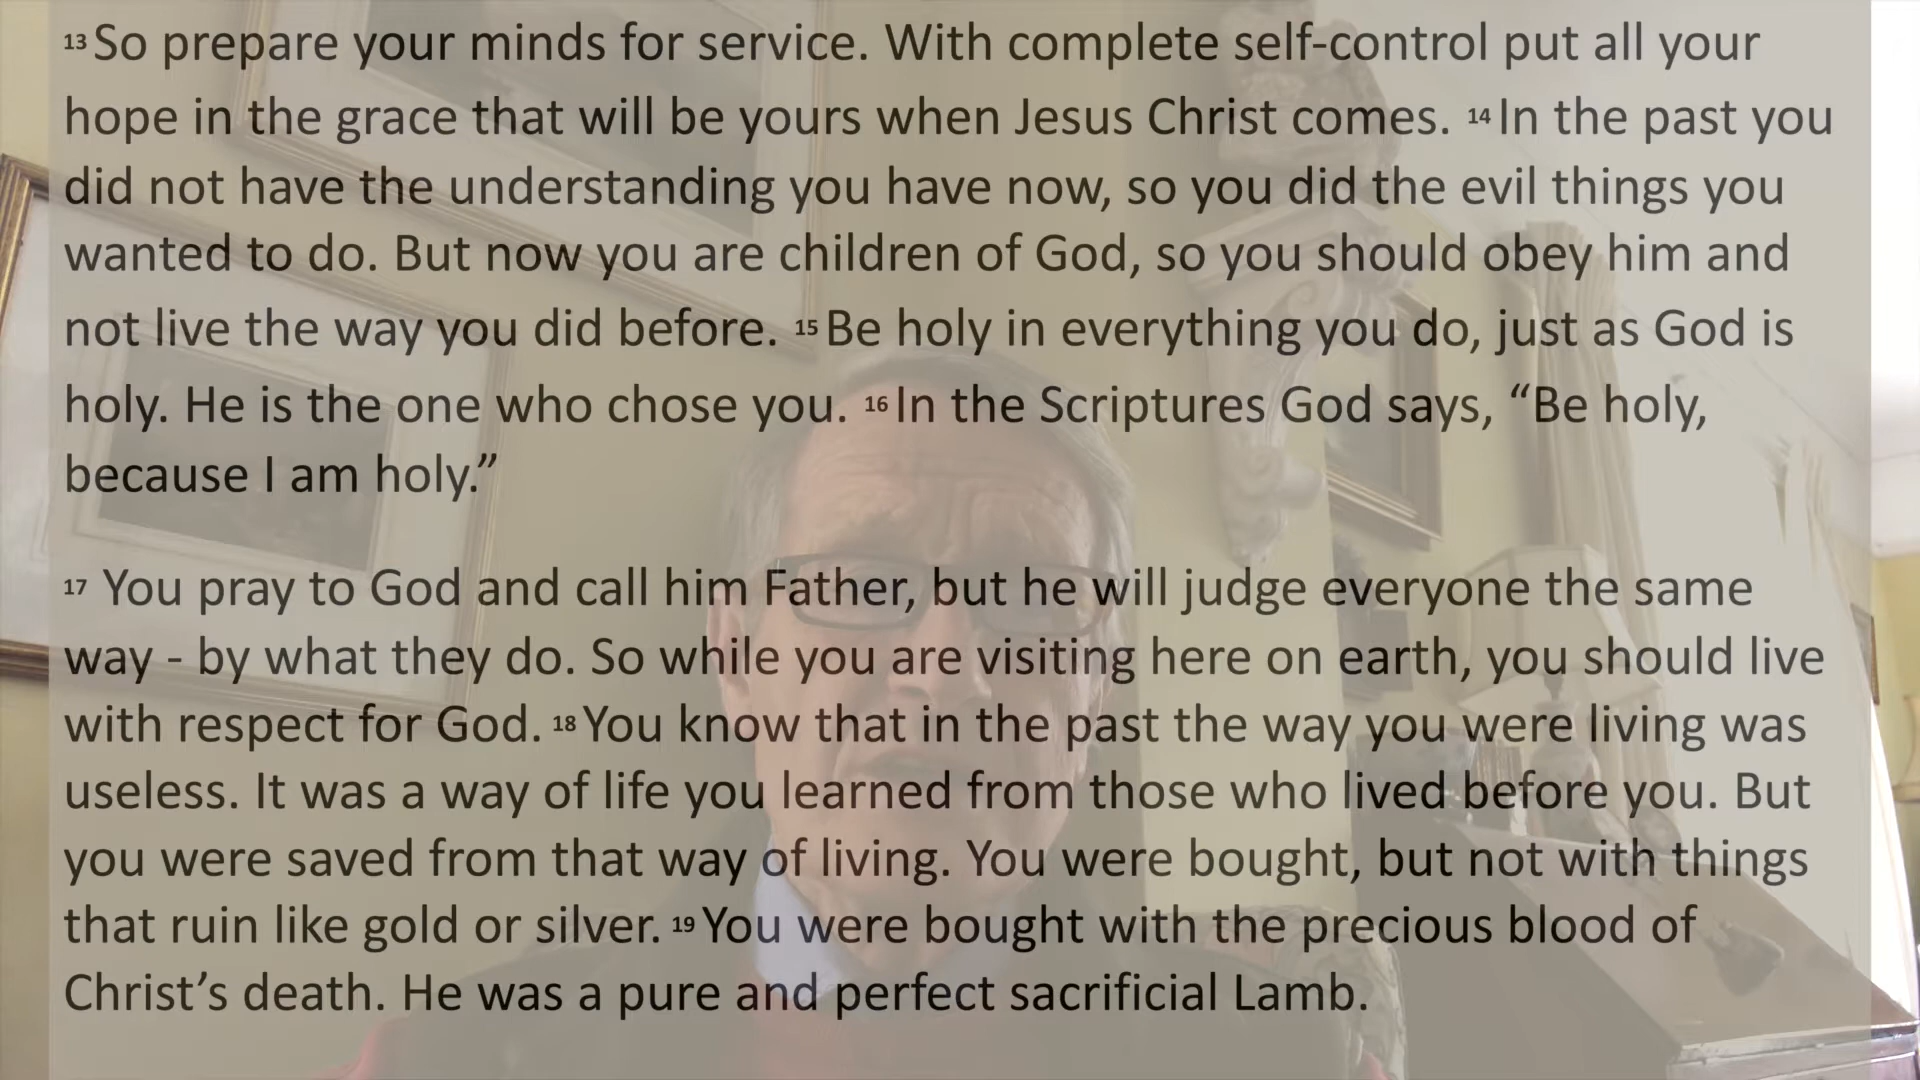 13 So prepare your minds for service. With complete self-control put all your
hope in the grace that will be yours when Jesus Christ comes. 14 In the past you
did not have the understanding you have now, so you did the evil things you
wanted to do. But now you are children of God, so you should obey him and
not live the way you did before. 15 Be holy in everything you do, just as God is
holy. He is the one who chose you. 16 In the Scriptures God says, “Be holy,
because I am holy.”
17 You pray to God and call him Father, but he will judge everyone the same
way - by what they do. So while you are visiting here on earth, you should live
with respect for God. 18 You know that in the past the way you were living was
useless. It was a way of life you learned from those who lived before you. But
you were saved from that way of living. You were bought, but not with things
that ruin like gold or silver. 19 You were bought with the precious blood of
Christ’s death. He was a pure and perfect sacrificial Lamb.